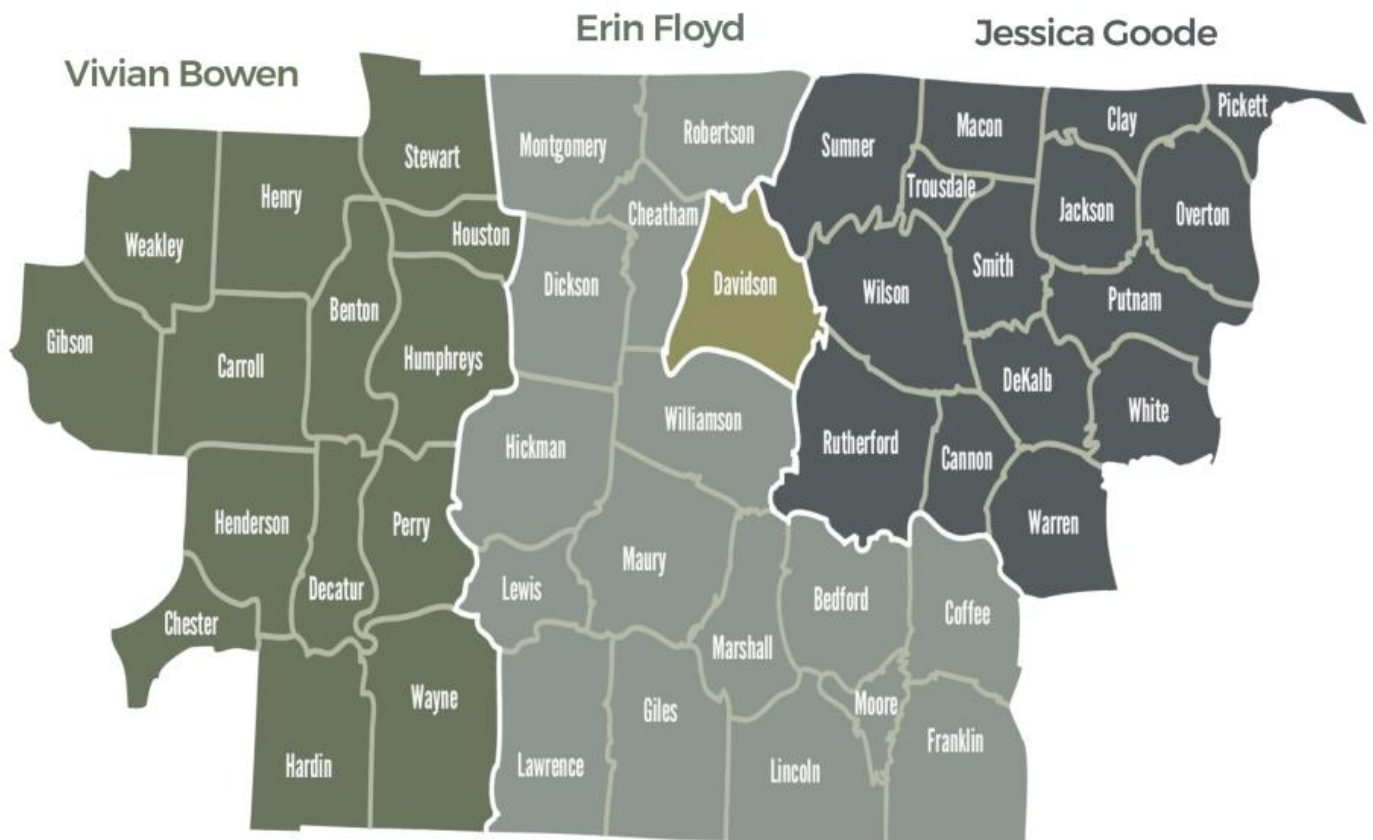 Erin Floyd
Jessica Goode
Vivian Bowen
Stewart
Montgomery
Robertson
Sumner
Macon
Clay
Pickett
Henry
Weakley
Houston
Cheatham
Trousdale
Jackson
Overton
Gibson
Carroll
Benton
Humphreys
Dickson
Davidson
Wilson
Smith
Putnam
Hickman
Williamson
Rutherford
Cannon
DeKalb
White
Henderson
Decatur
Perry
Lewis
Maury
Bedford
Coffee
Warren
Chester
Marshall
Hardin
Wayne
Lawrence
Giles
Lincoln
Moore
Franklin